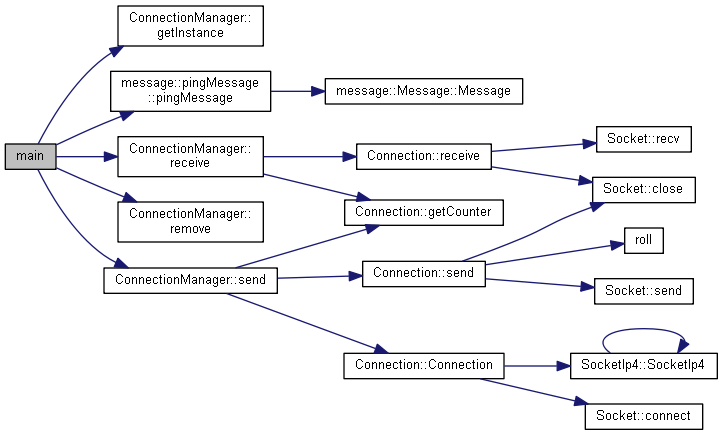 main
ConnectionManager::
getInstance
message::pingMessage
::pingMessage
message::Message::Message
ConnectionManager::
receive
Connection::receive
Socket::recv
Socket::close
ConnectionManager::
remove
Connection::getCounter
ConnectionManager::send
Connection::send
roll
Socket::send
Connection::Connection
SocketIp4::SocketIp4
Socket::connect